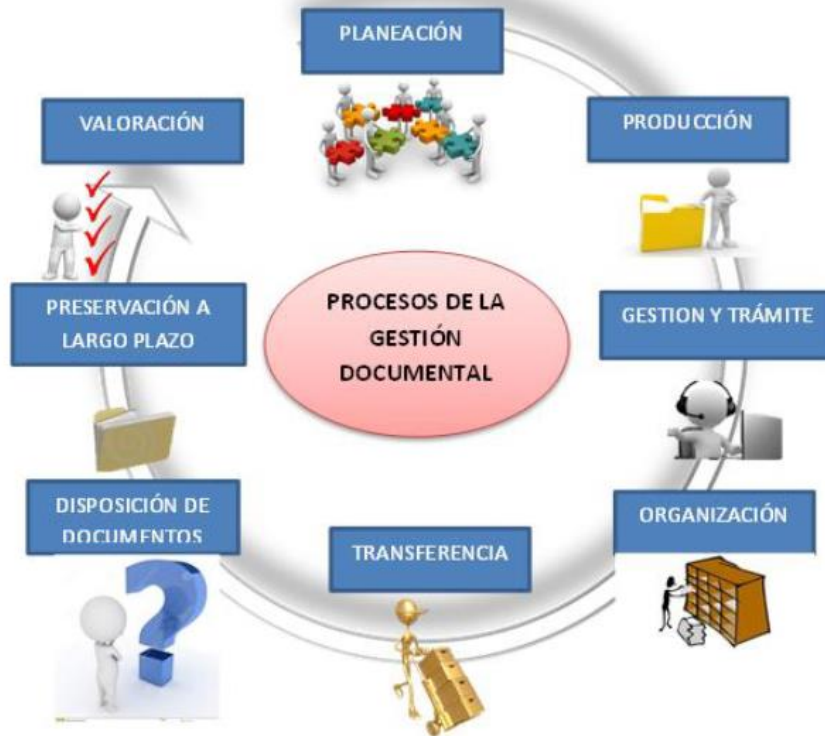 PLANEACIÓN
PRODUCCIÓN
GESTION Y TRÁMITE
ORGANIZACIÓN
TRANSFERENCIA
DISPOSICIÓN DE
DOCUMENTOS
PRESERVACIÓN A
LARGO PLAZO
VALORACIÓN
PROCESOS DE LA
GESTIÓN
DOCUMENTAL